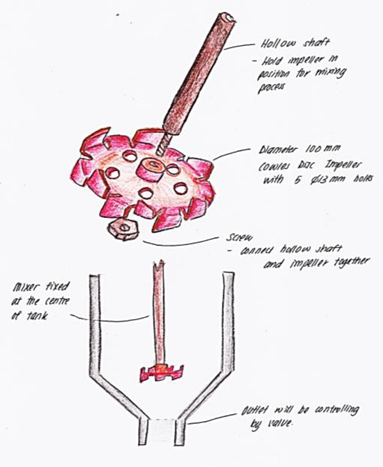 Hollow shaft
- Hold impeller in
position for mixing
process
Diameter 100 mm
Cowles Disc Impeller
with 5 Ø13 mm holes
Screw
- connect hollow shaft
and impeller together
Mixer fixed
at the centre
of tank
Outlet will be controlling
by valve.